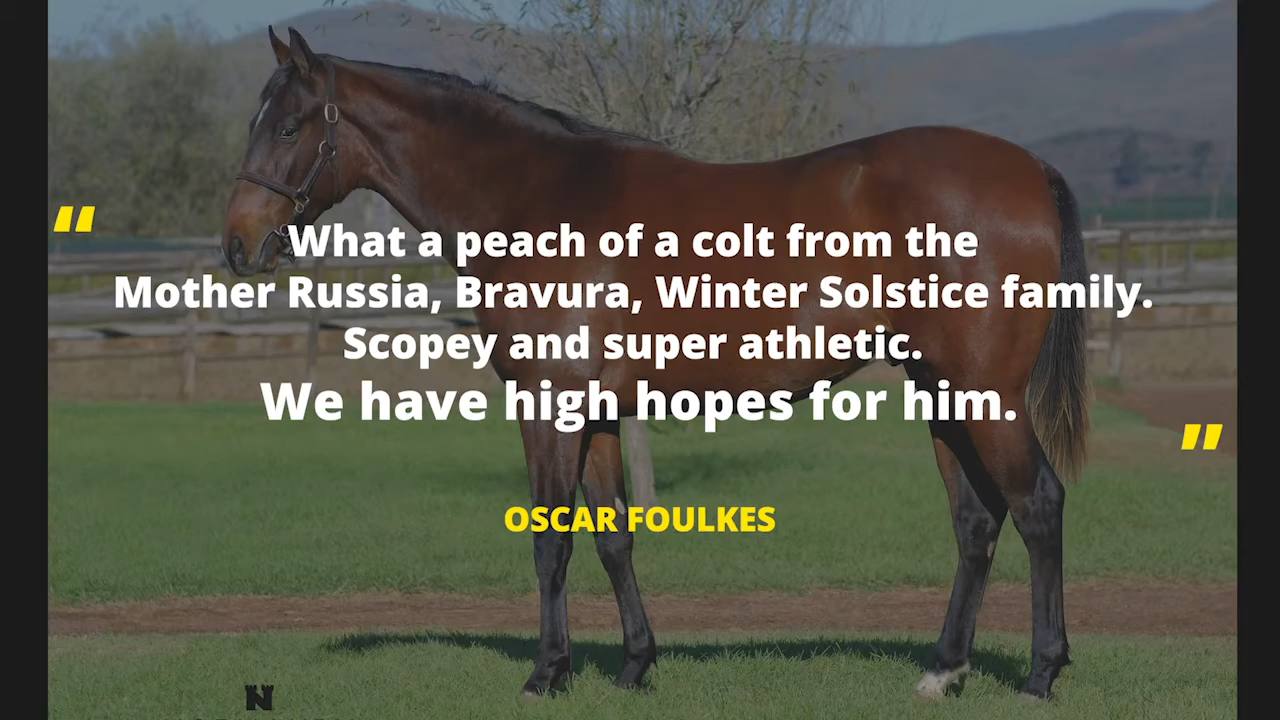 "
What a peach of a colt from the
Mother Russia, Bravura, Winter Solstice family.
Scopey and super athletic.
We have high hopes for him.
"
OSCAR FOULKES
N